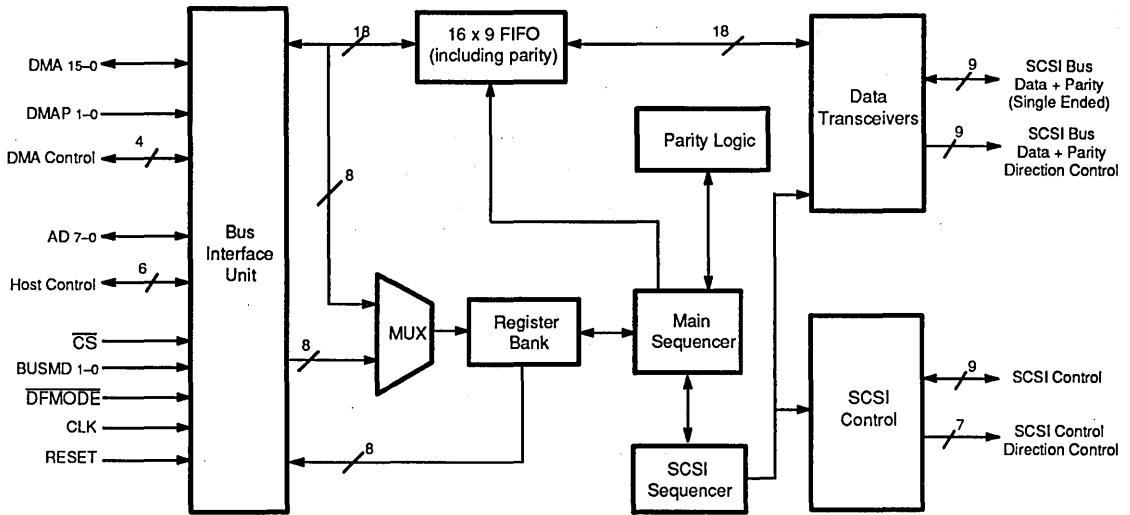 DMA 15–0
DMAP 1–0
4
DMA Control
AD 7–0
6
Host Control
CS
BUSMD 1–0
DFMODE
CLK
RESET
Bus
Interface
Unit
18
16 x 9 FIFO
(including parity)
18
8
8
MUX
Register
Bank
8
Parity Logic
Main
Sequencer
SCSI
Sequencer
Data
Transceivers
9
SCSI Bus
Data + Parity
(Single Ended)
9
SCSI Bus
Data + Parity
Direction Control
SCSI
Control
9
SCSI Control
7
SCSI Control
Direction Control